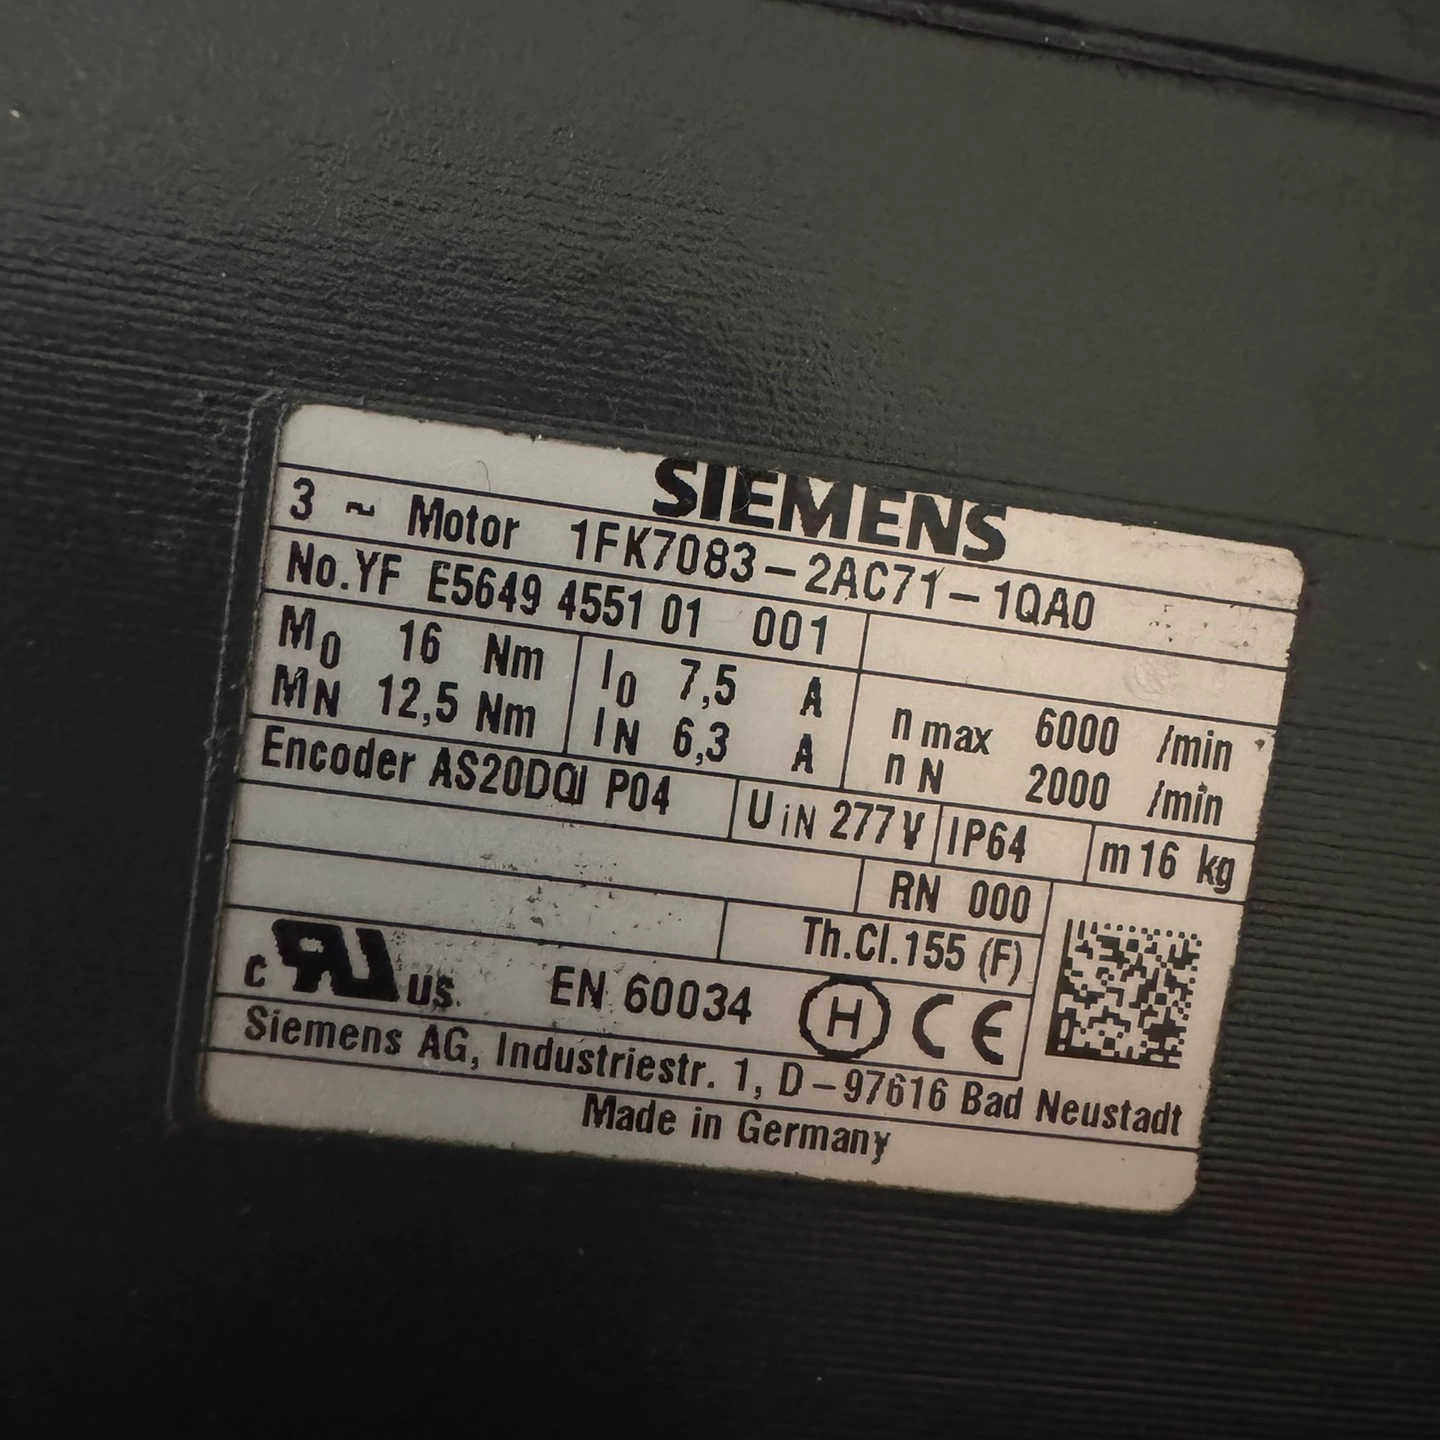 SIEMENS
3 ~ Motor 1FK7083-2AC71-1QA0
No.YF E5649 4551 01 001
M0 16 Nm I0 7,5 A n max 6000 /min
MN 12,5 Nm IN 6,3 A n N 2000 /min
Encoder AS20DQI P04 UiN 277V IP64 m 16 kg
RN 000
Th.Cl.155 (F)
c RU US EN 60034 H CE
Siemens AG, Industriestr. 1, D-97616 Bad Neustadt
Made in Germany